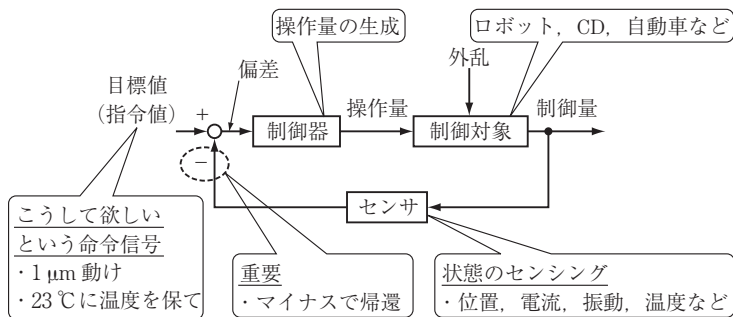 操作量の生成
ロボット，CD，自動車など
外乱
偏差
目標値
（指令値）
+
操作量
制御量
制御器
制御対象
−
センサ
こうして欲しい
という命令信号
・1 μm 動け
・23 ℃に温度を保て
重要
・マイナスで帰還
状態のセンシング
・位置，電流，振動，温度など